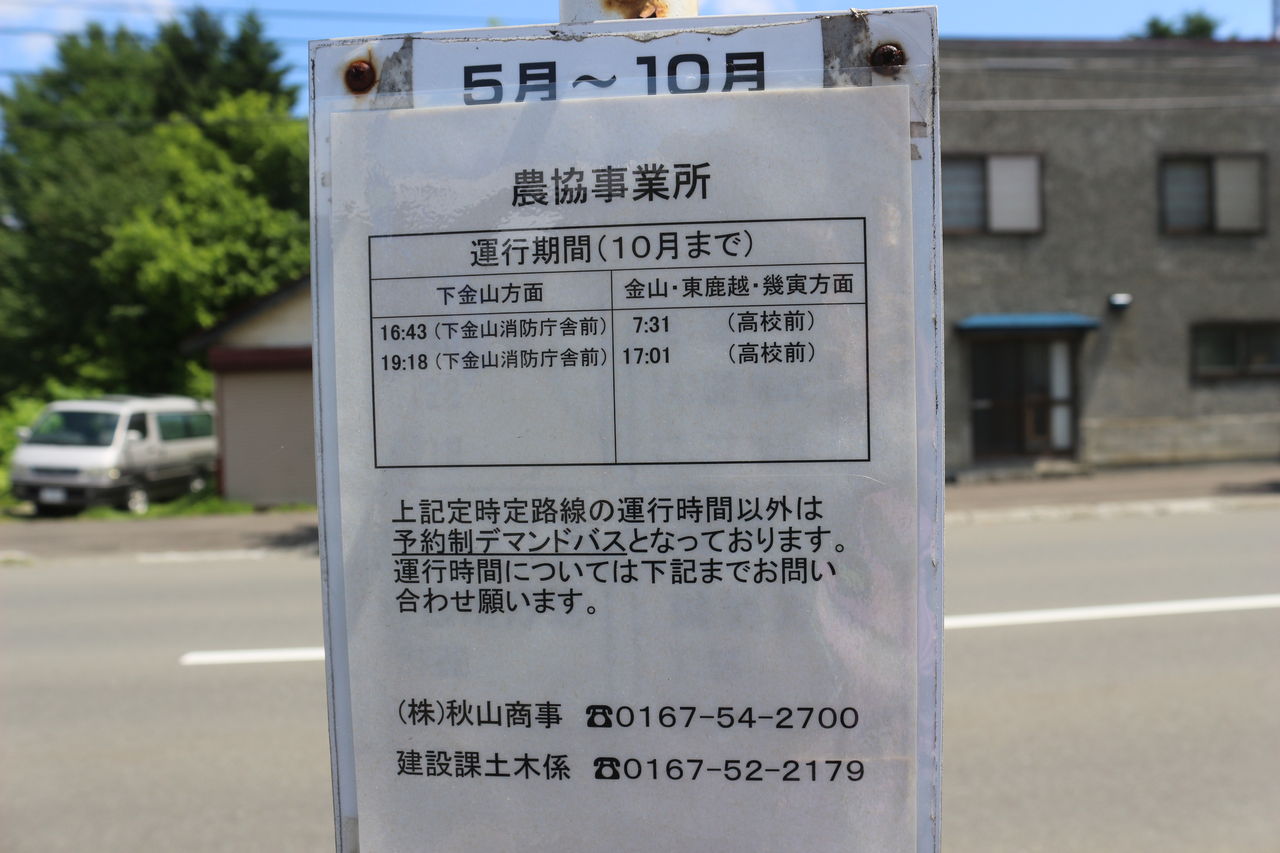 5月～10月
農協事業所
運行期間(10月まで)
下金山方面 金山・東鹿越・幾寅方面
16:43 (下金山消防庁舎前) 7:31 (高校前)
19:18 (下金山消防庁舎前) 17:01 (高校前)
上記定時定路線の運行時間以外は
予約制デマンドバスとなっております。
運行時間については下記までお問い
合わせ願います。
(株)秋山商事 ☎0167-54-2700
建設課土木係 ☎0167-52-2179